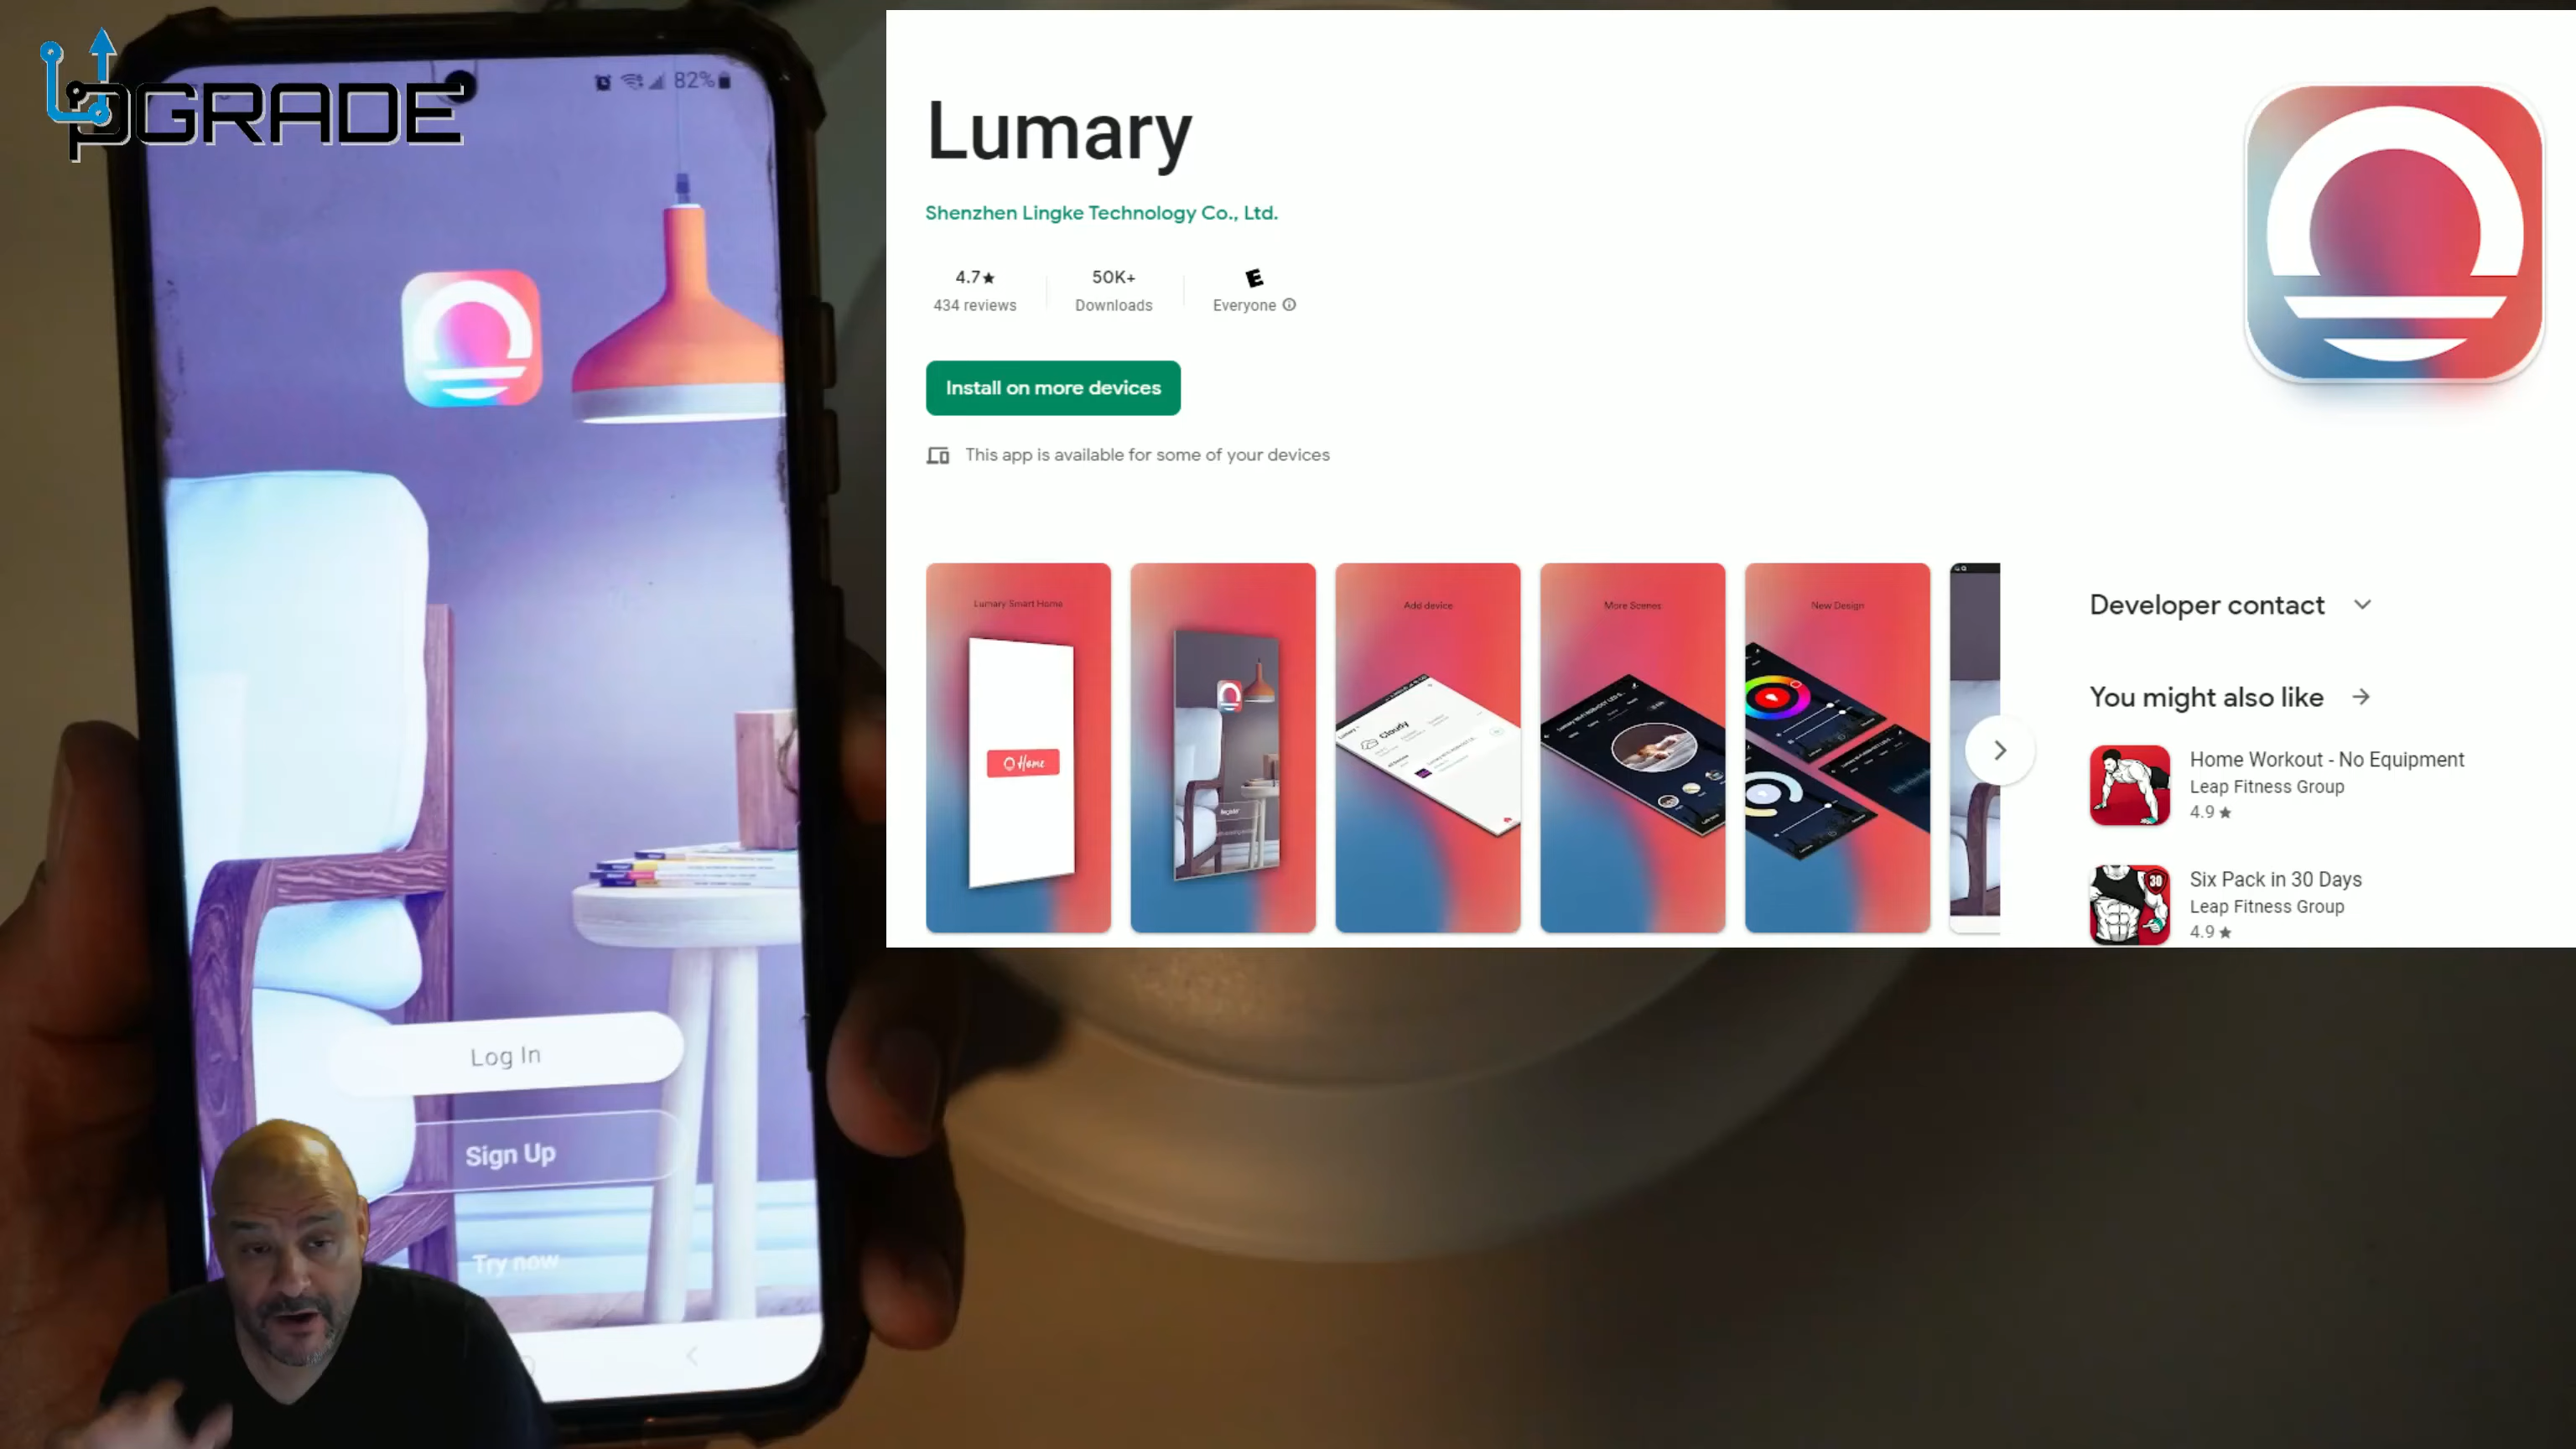 UPGRADE
82%
Log In
Sign Up
Try now
Lumary
Shenzhen Lingke Technology Co., Ltd.
4.7★
434 reviews
50K+
Downloads
E
Everyone
Install on more devices
This app is available for some of your devices
Lumary Smart Home
Home
Add device
Cloudy
More Scenes
New Design
Developer contact
You might also like
Home Workout - No Equipment
Leap Fitness Group
4.9★
30
Six Pack in 30 Days
Leap Fitness Group
4.9★